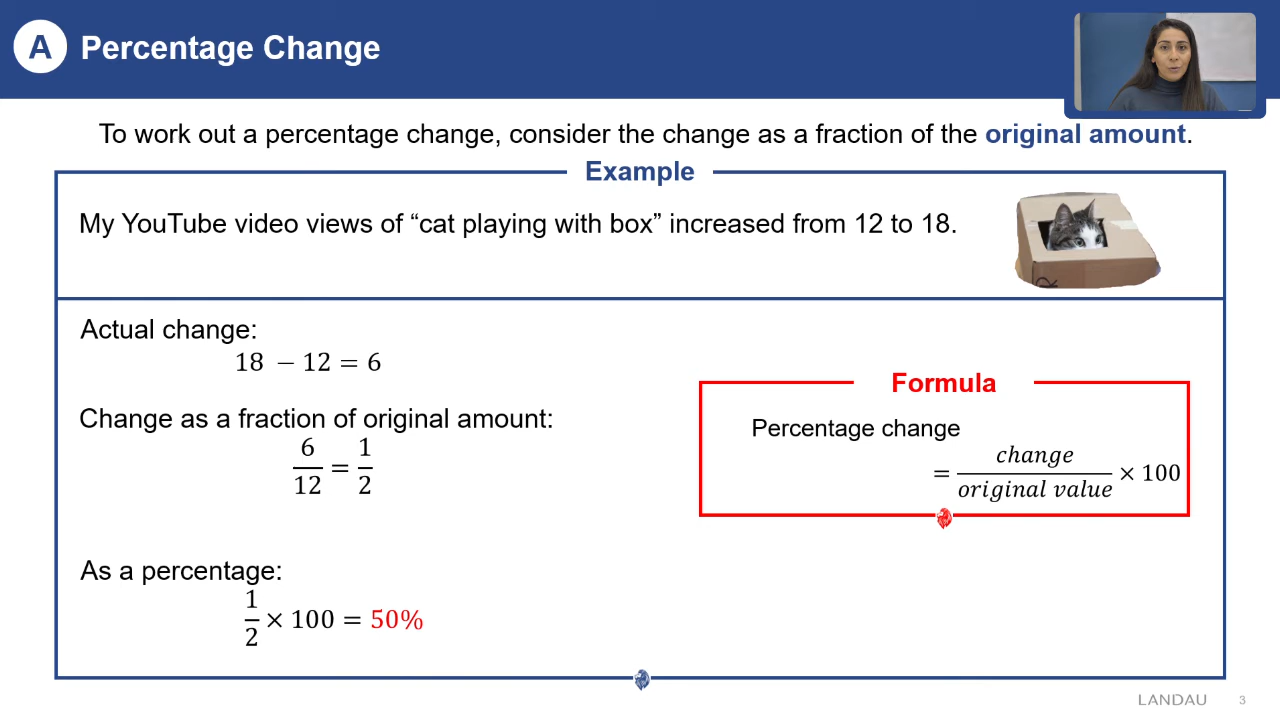 A Percentage Change
To work out a percentage change, consider the change as a fraction of the original amount.
Example
My YouTube video views of “cat playing with box” increased from 12 to 18.
Actual change:
18 − 12 = 6
Change as a fraction of original amount:
6/12 = 1/2
Formula
Percentage change
= change/original value × 100
As a percentage:
1/2 × 100 = 50%
LANDAU 3